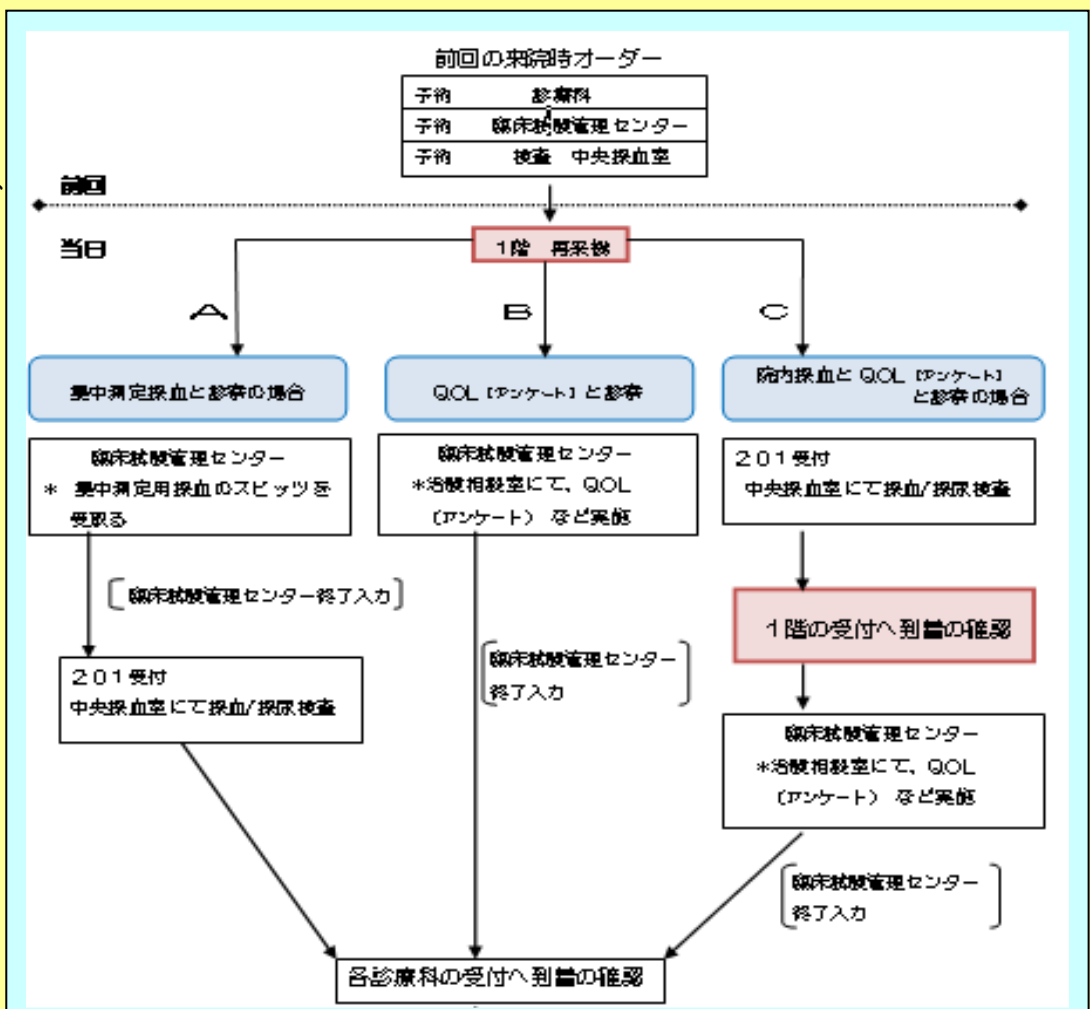 前回の来院時オーダー
予約 診療科
予約 臨床試験管理センター
予約 検査 中央採血室
前回
当日
1階 再来機
A
B
C
集中測定採血と診察の場合
QOL［アンケート］と診察
院内採血とQOL［アンケート］
と診察の場合
臨床試験管理センター
* 集中測定用採血のスピッツを
受取る
臨床試験管理センター
*治験相談室にて、QOL
（アンケート） など実施
201受付
中央採血室にて採血/採尿検査
［臨床試験管理センター終了入力］
1階の受付へ到着の確認
臨床試験管理センター
終了入力
201受付
中央採血室にて採血/採尿検査
臨床試験管理センター
*治験相談室にて、QOL
（アンケート） など実施
臨床試験管理センター
終了入力
各診療科の受付へ到着の確認